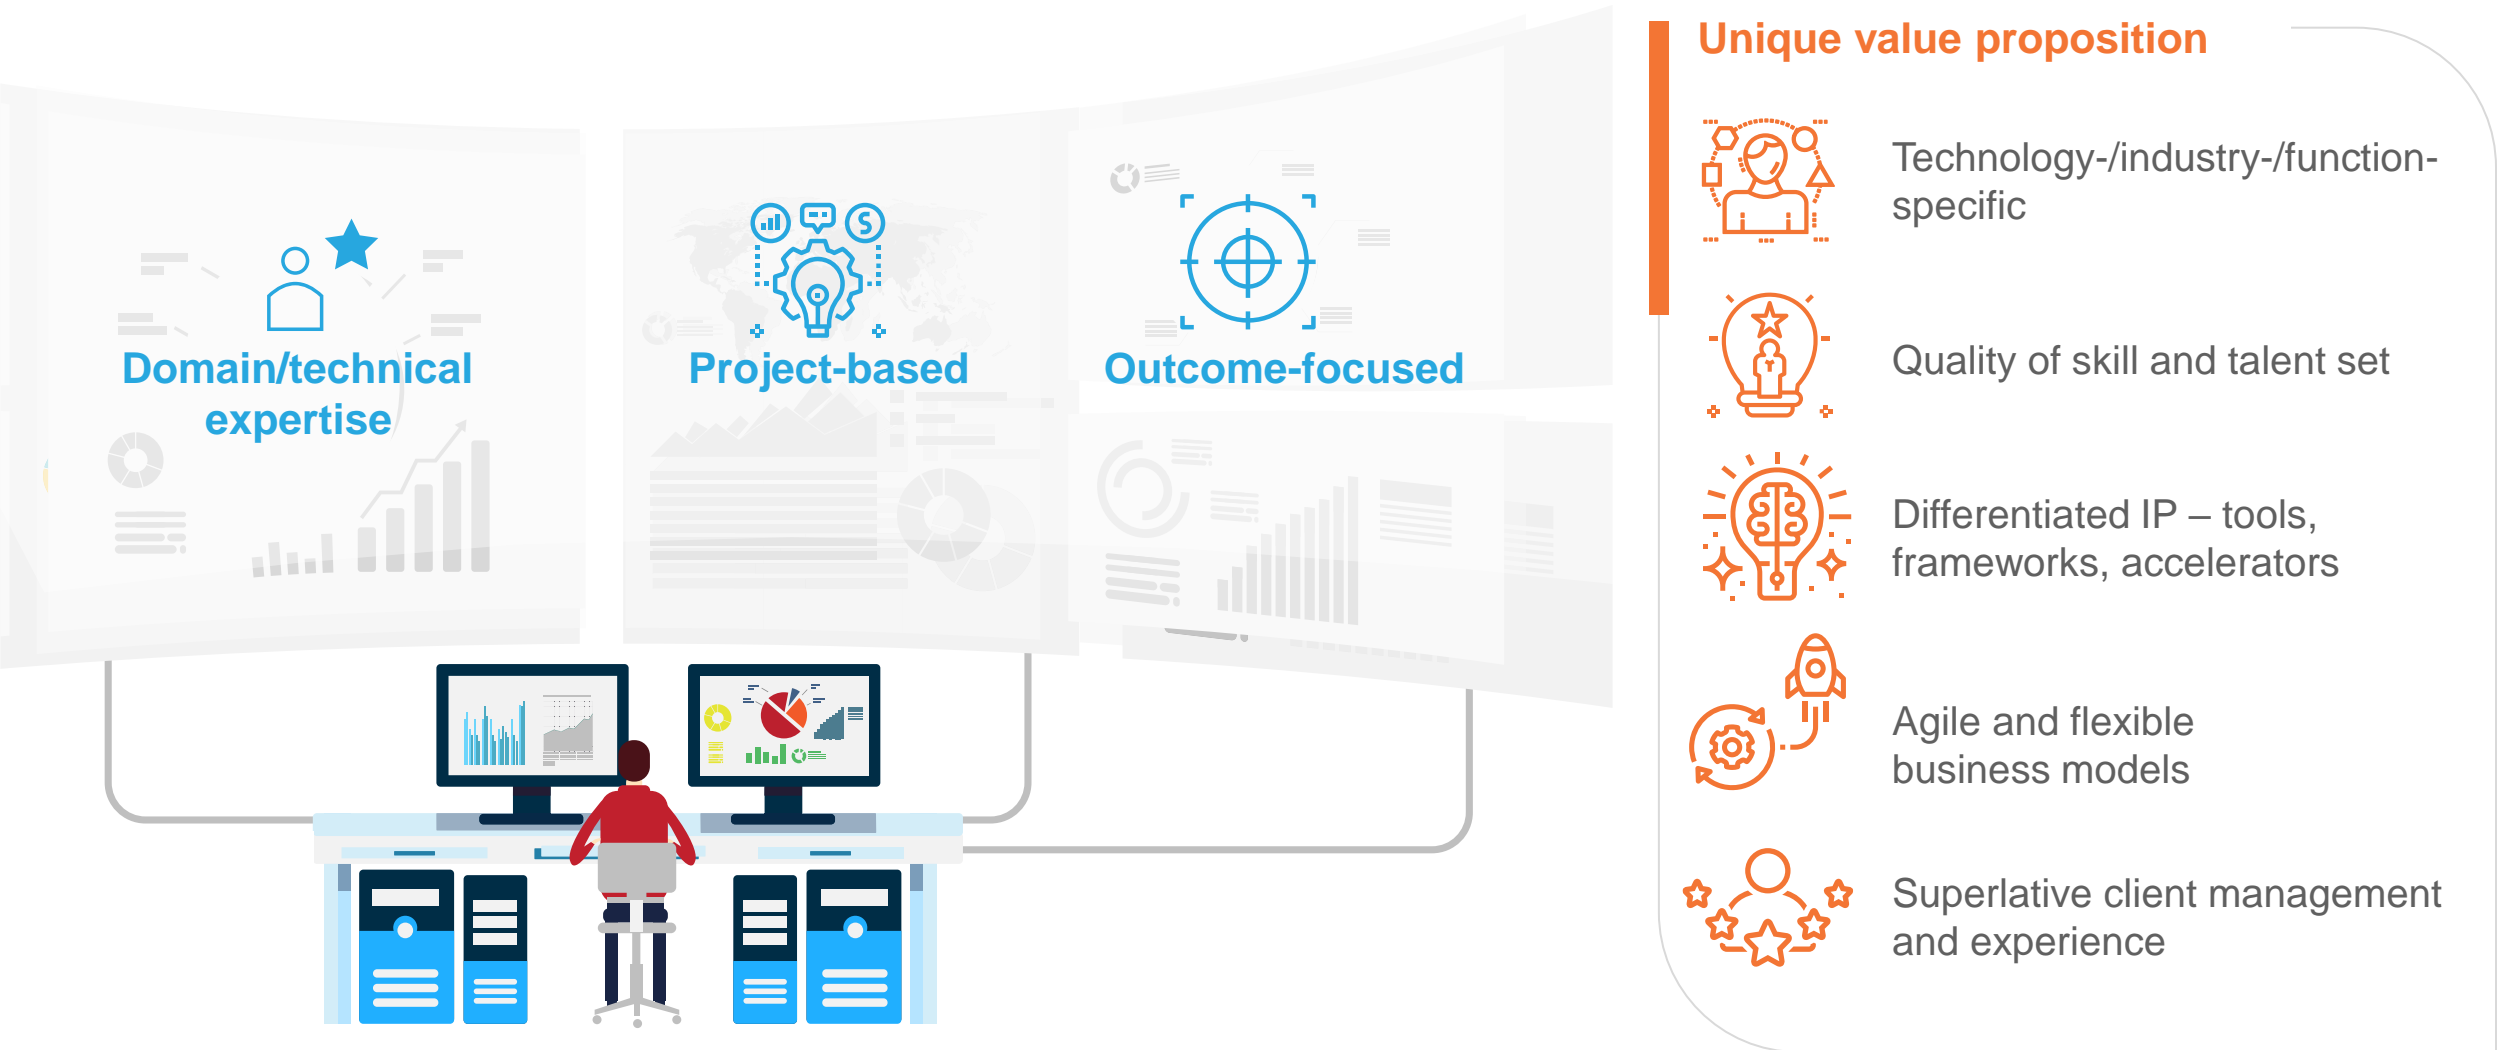 Domain/technical
expertise
Project-based
Outcome-focused
Unique value proposition
Technology-/industry-/function-
specific
Quality of skill and talent set
Differentiated IP – tools,
frameworks, accelerators
Agile and flexible
business models
Superlative client management
and experience